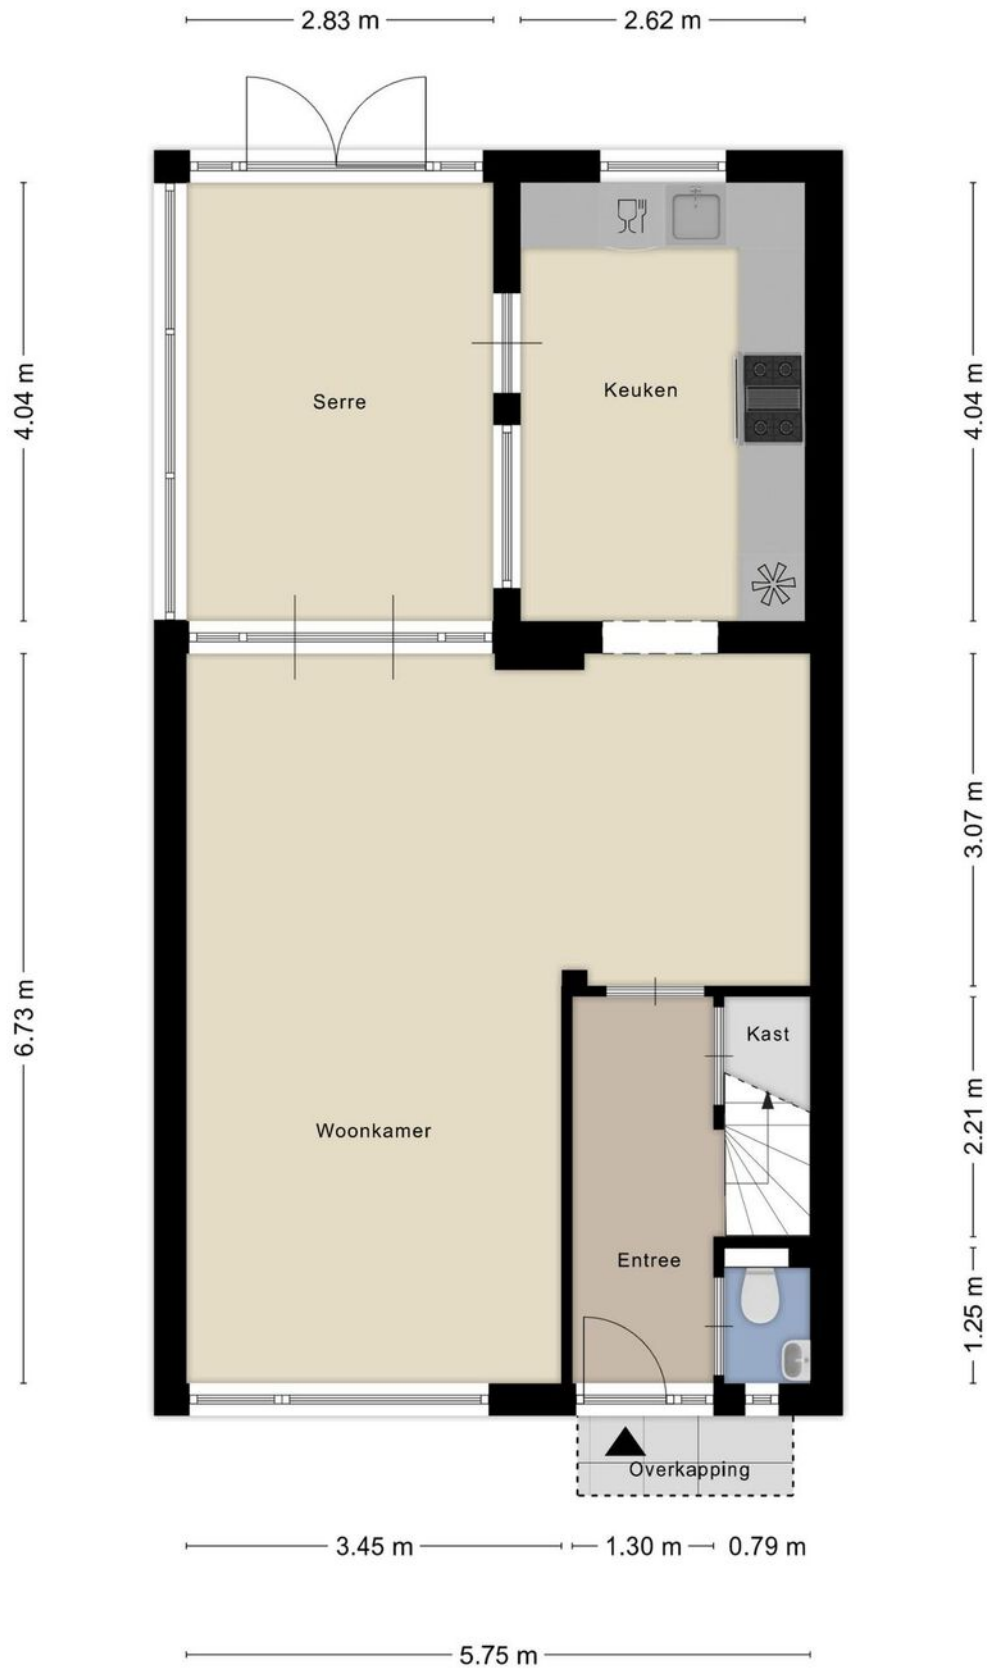 2.83 m
2.62 m
4.04 m
4.04 m
Serre
Keuken
3.07 m
6.73 m
Kast
2.21 m
Woonkamer
Entree
1.25 m
Overkapping
3.45 m
1.30 m
0.79 m
5.75 m